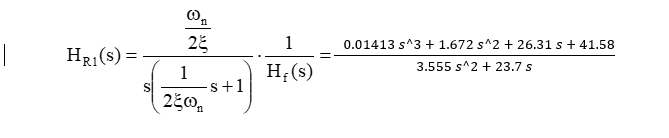 H_R1(s) = (ω_n / 2ξ) / (s(1/(2ξω_n) s + 1)) · 1 / H_f(s) = (0.01413 s^3 + 1.672 s^2 + 26.31 s + 41.58) / (3.555 s^2 + 23.7 s)